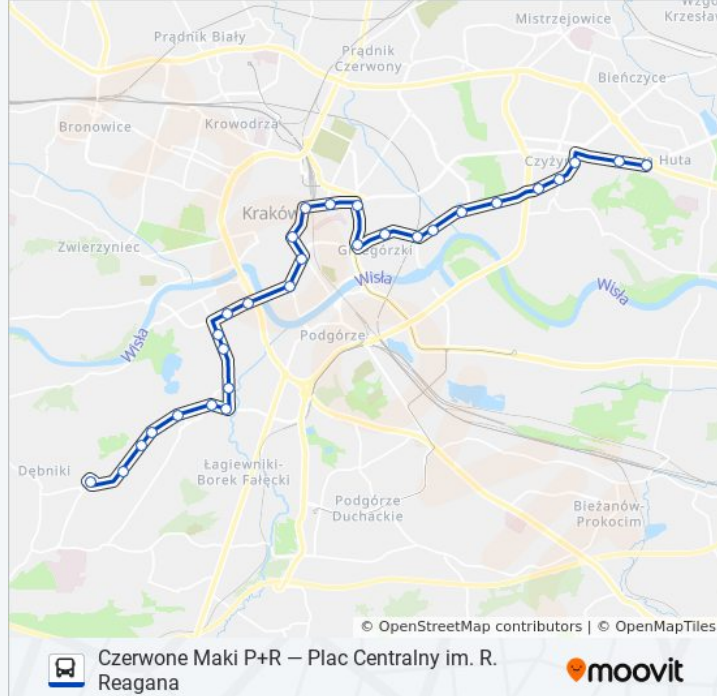 Wzgó
Krzesław
Mistrzejowice
Prądnik Biały
Prądnik
Czerwony
Bieńczyce
Bronowice
Krowodrza
Czyżyny
Huta
Kraków
Zwierzyniec
Grzegórzki
Wisła
Wisła
Podgórze
Wisła
Dębniki
Łagiewniki-
Borek Fałęcki
Podgórze
Duchackie
Bieżanów-
Prokocim
© OpenStreetMap contributors | © OpenMapTiles
Czerwone Maki P+R — Plac Centralny im. R.
Reagana
moovit